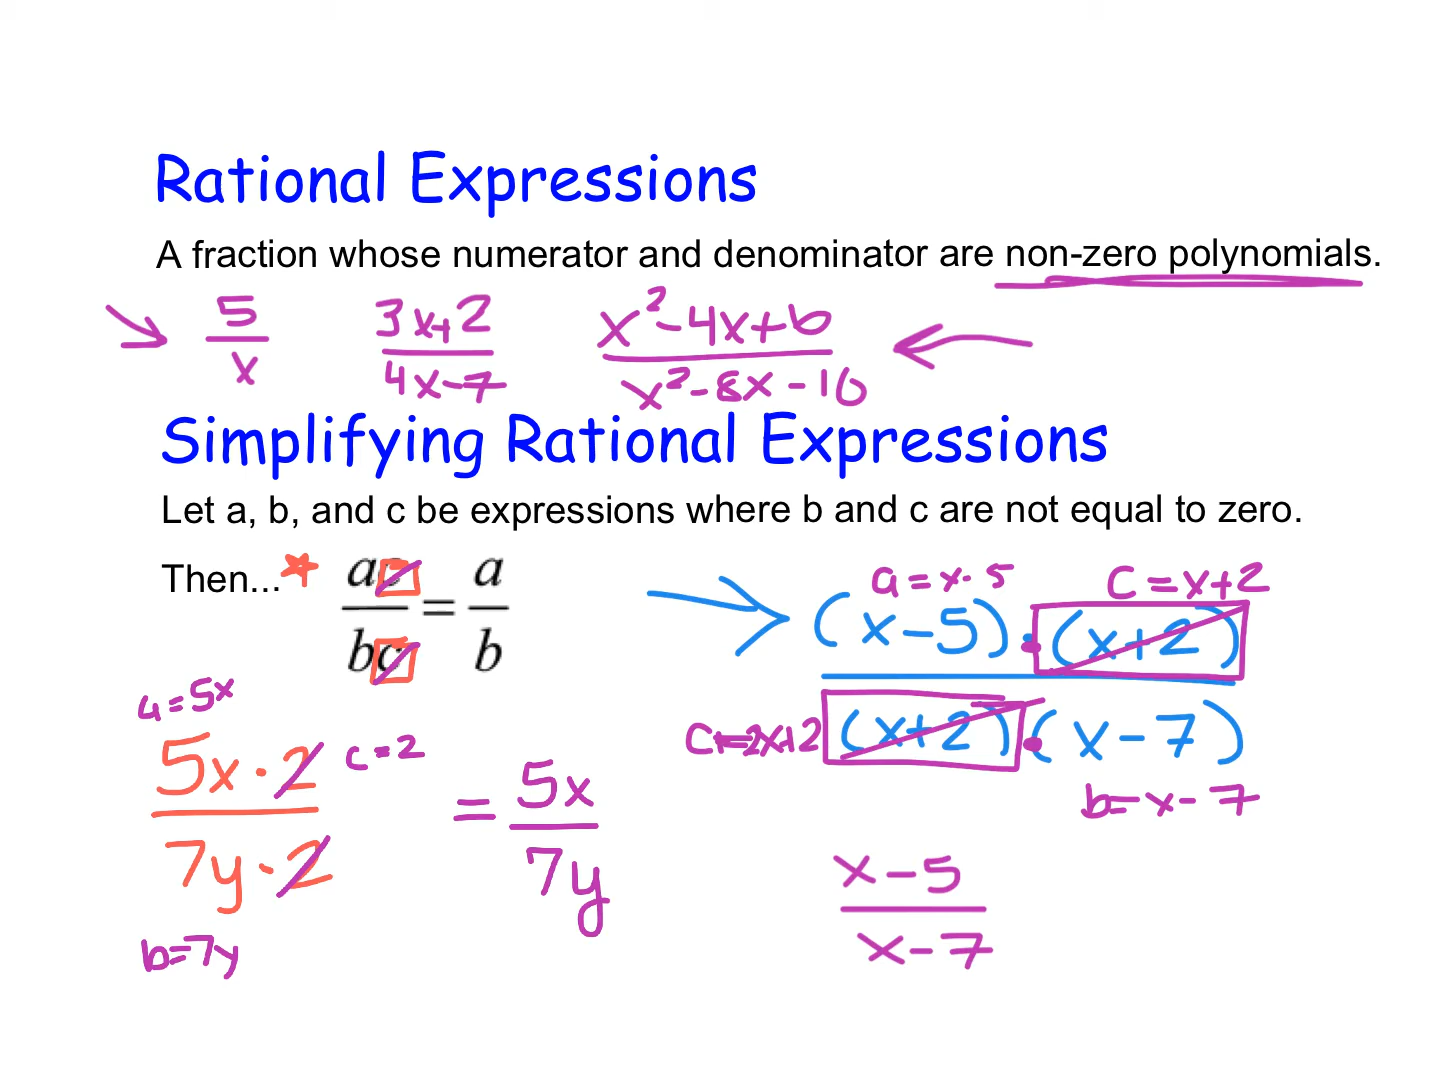 Rational Expressions
A fraction whose numerator and denominator are non-zero polynomials.
5/x (3x+2)/(4x-7) (x²-4x+6)/(x²-8x-10)
Simplifying Rational Expressions
Let a, b, and c be expressions where b and c are not equal to zero.
Then... ac/bc = a/b
a=x-5 c=x+2
(x-5)·(x+2)
c=x+2 (x+2)·(x-7)
b=x-7
a=5x
5x·2 c=2
7y·2
= 5x/7y
b=7y
x-5
x-7